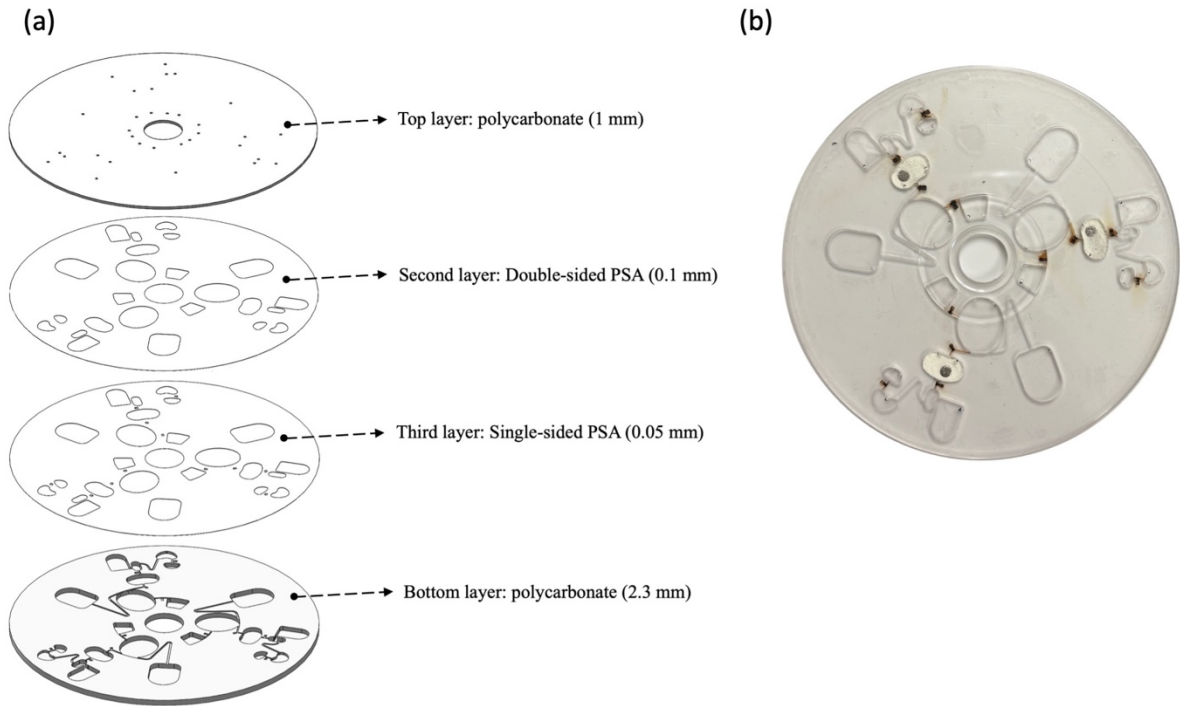 (a)
(b)
Top layer: polycarbonate (1 mm)
Second layer: Double-sided PSA (0.1 mm)
Third layer: Single-sided PSA (0.05 mm)
Bottom layer: polycarbonate (2.3 mm)